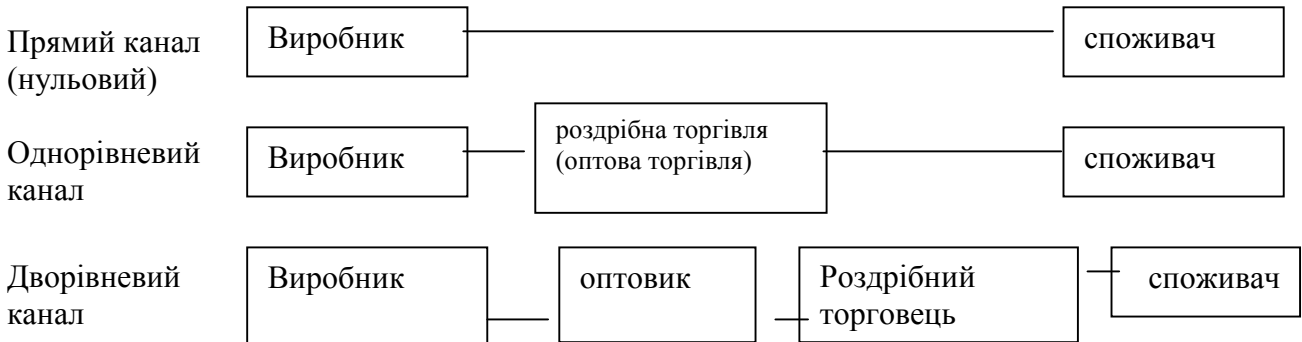 Прямий канал
(нульовий)
Виробник
споживач
Однорівневий
канал
Виробник
роздрібна торгівля
(оптова торгівля)
споживач
Дворівневий
канал
Виробник
оптовик
Роздрібний
торговець
споживач